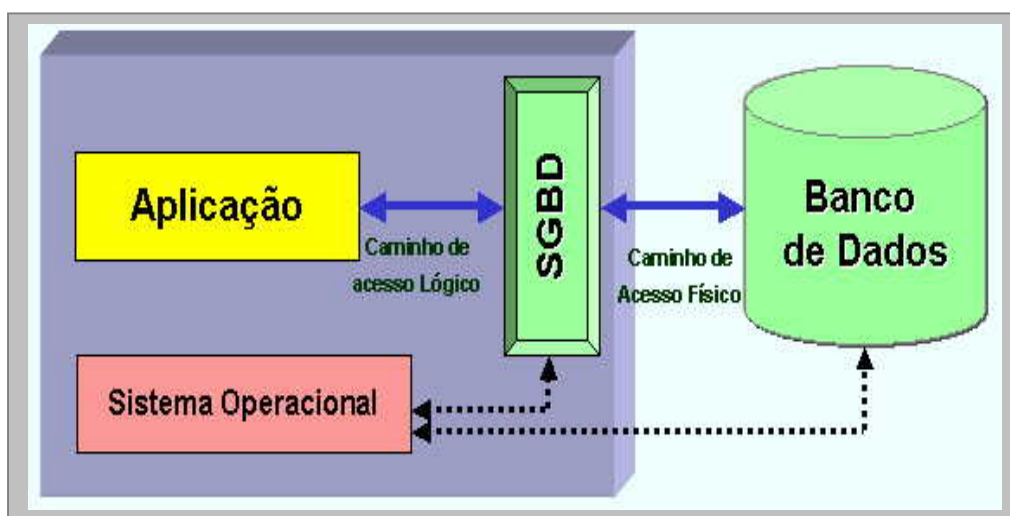 Aplicação
Caminho de
acesso Lógico
SGBD
Caminho de
Acesso Físico
Banco
de Dados
Sistema Operacional